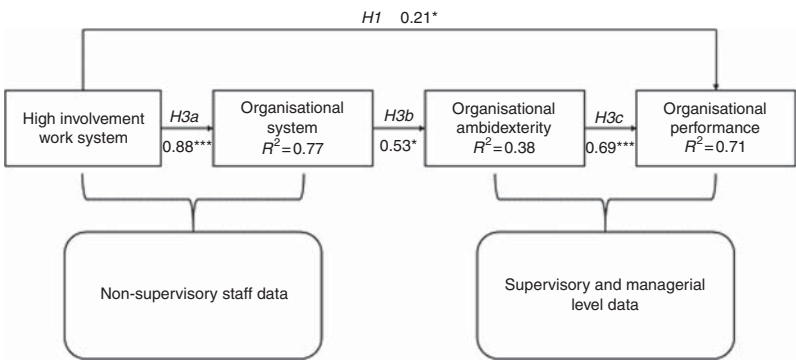 H1 0.21*
High involvement
work system
H3a
0.88***
Organisational
system
R²=0.77
H3b
0.53*
Organisational
ambidexterity
R²=0.38
H3c
0.69***
Organisational
performance
R²=0.71
Non-supervisory staff data
Supervisory and managerial
level data